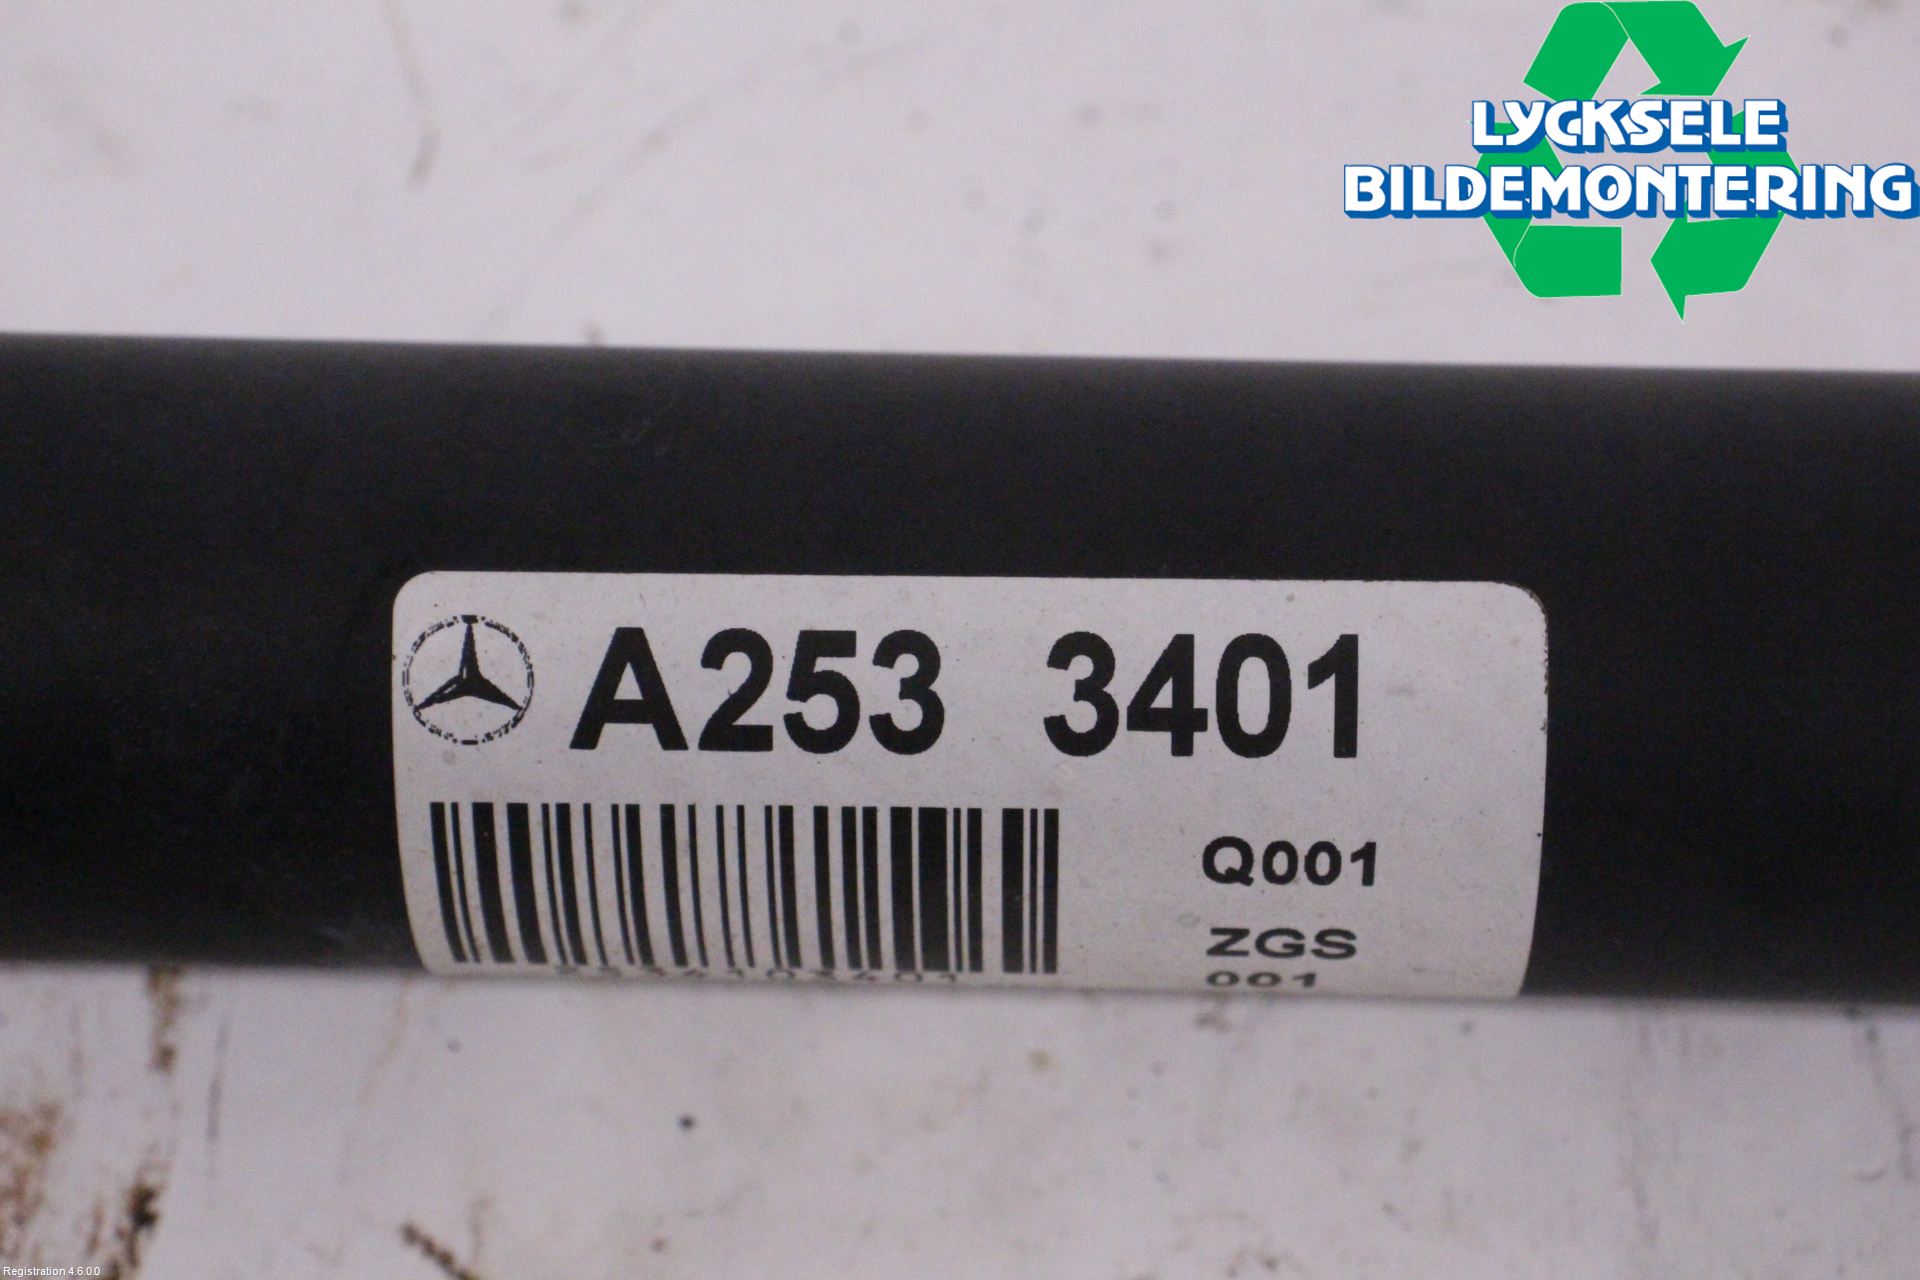 LYCKSELE
BILDEMONTERING
A253 3401
Q001
ZGS
001
Registration 4.6.0.0